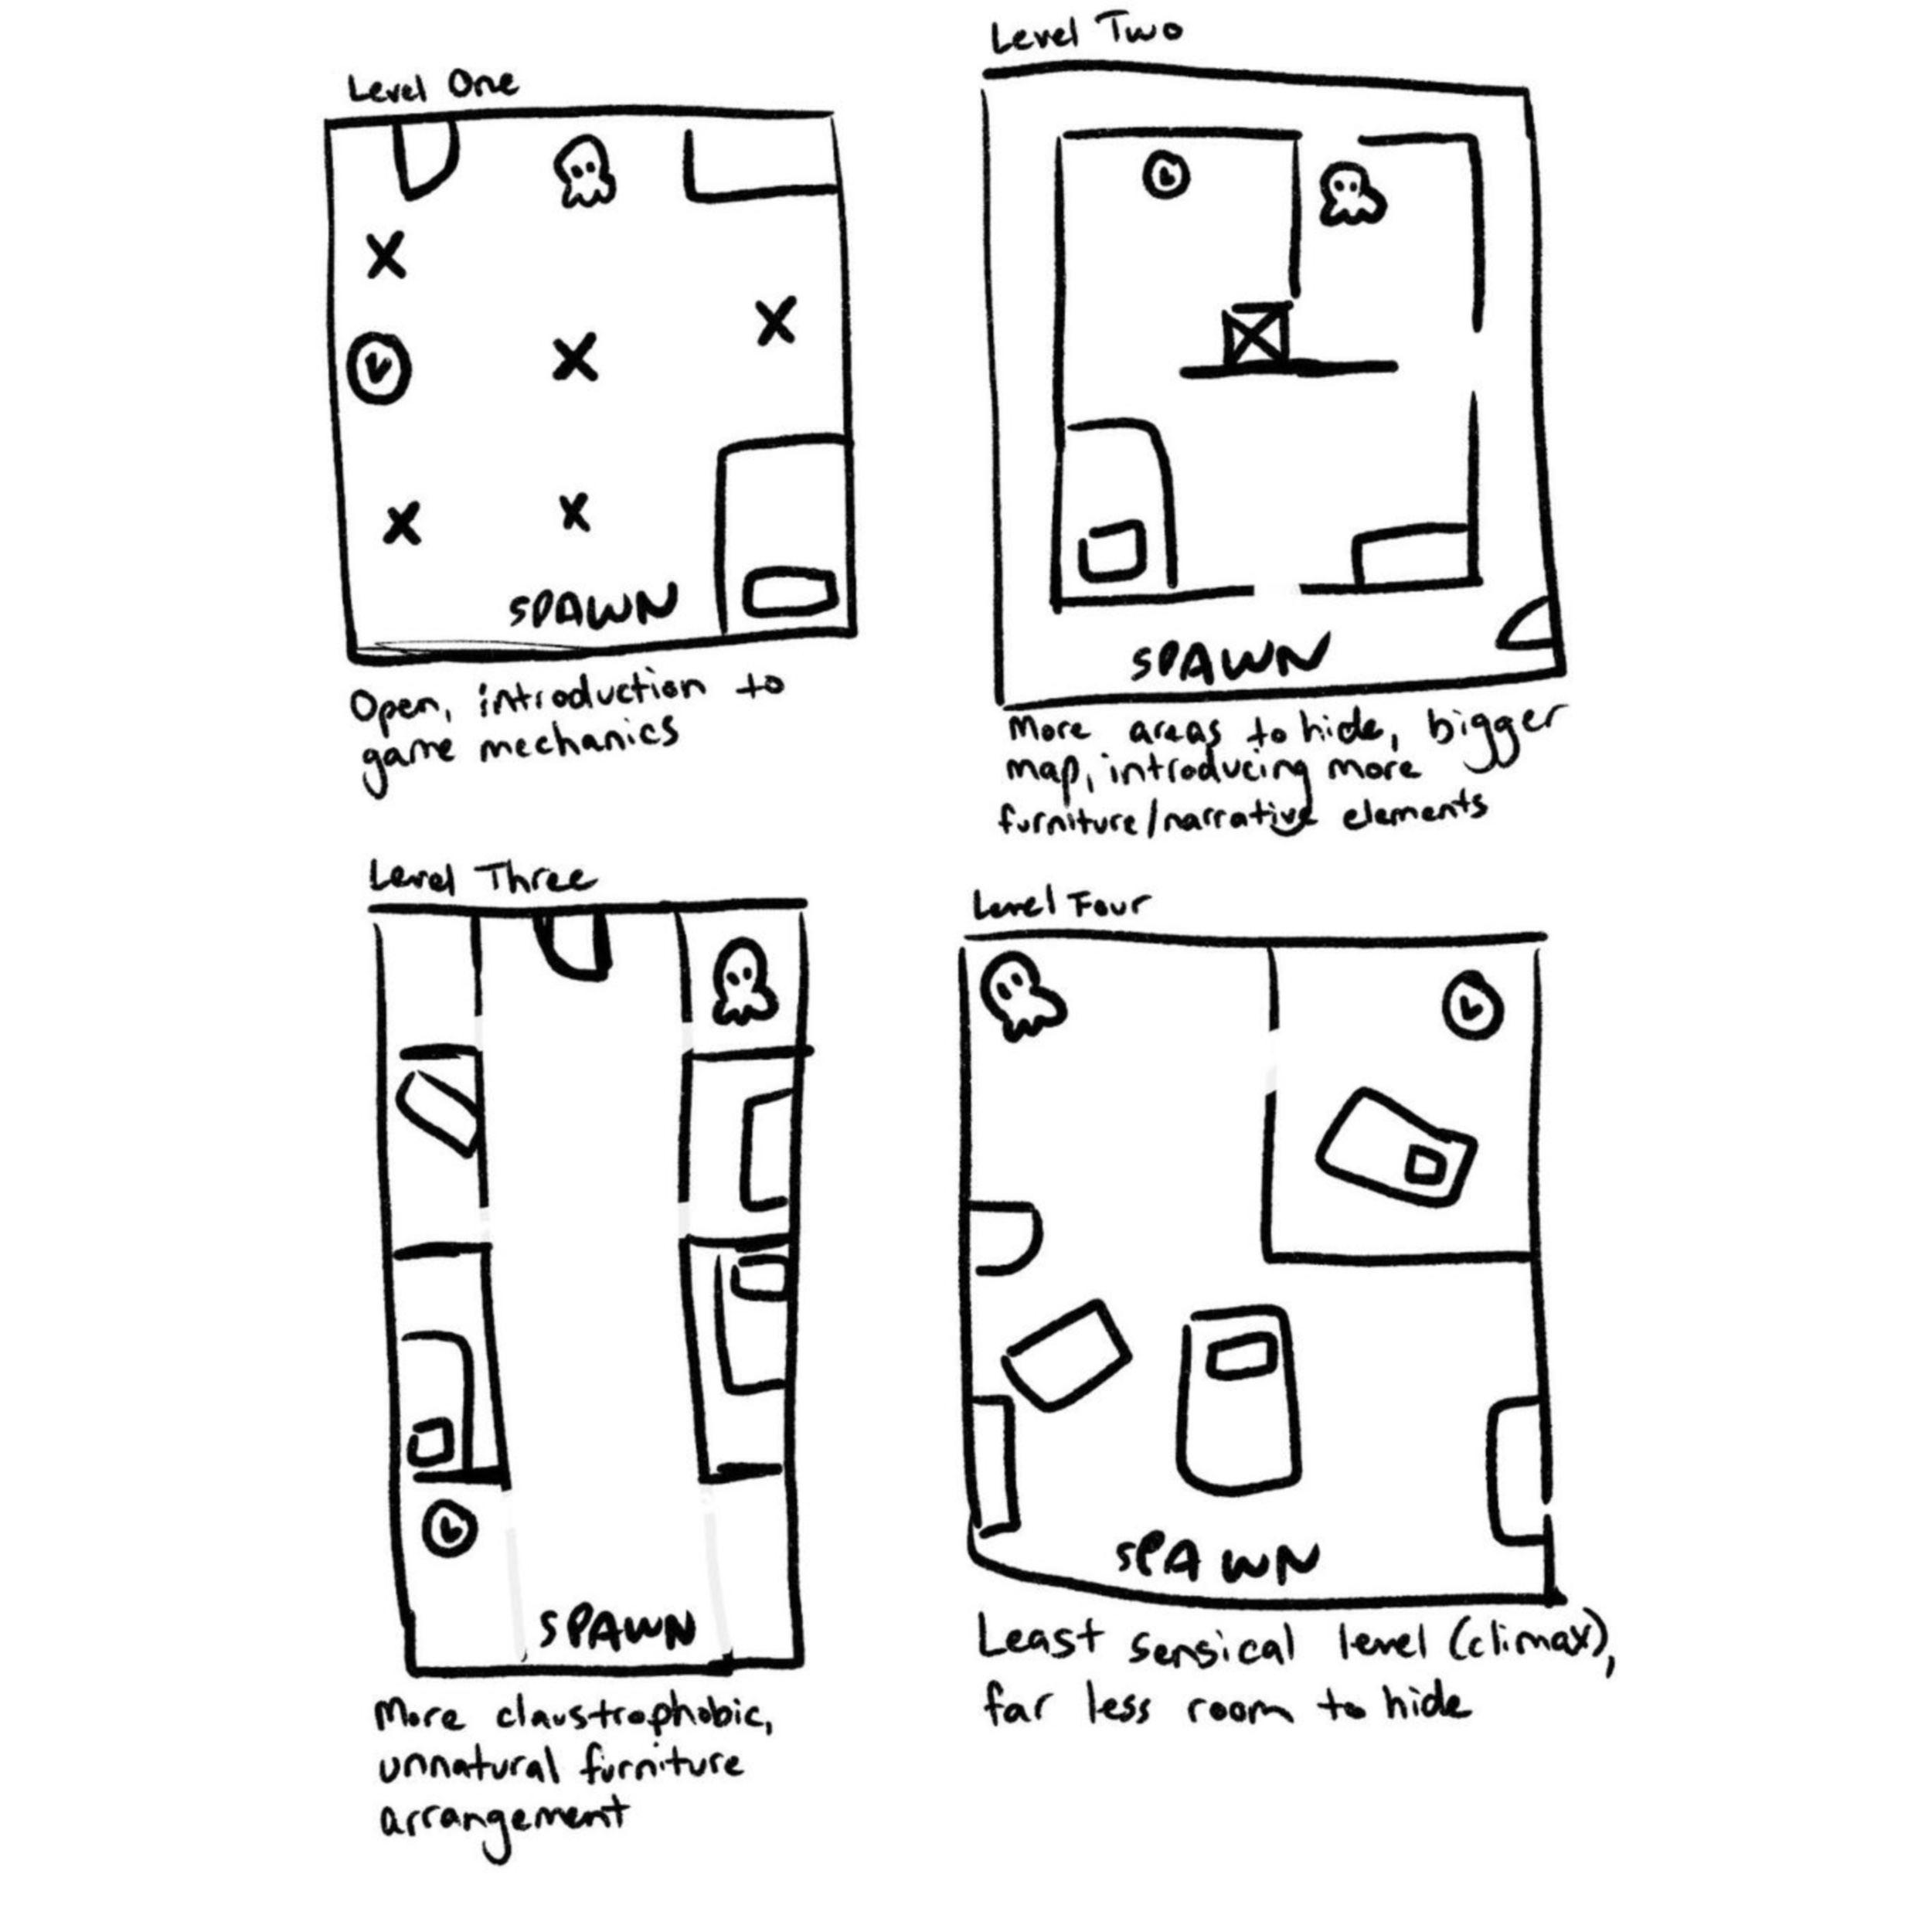 Level One
SPAWN
Open, introduction to
game mechanics
Level Two
SPAWN
More areas to hide, bigger
map, introducing more
furniture/narrative elements
Level Three
SPAWN
More claustrophobic,
unnatural furniture
arrangement
Level Four
SPAWN
Least sensical level (climax),
far less room to hide